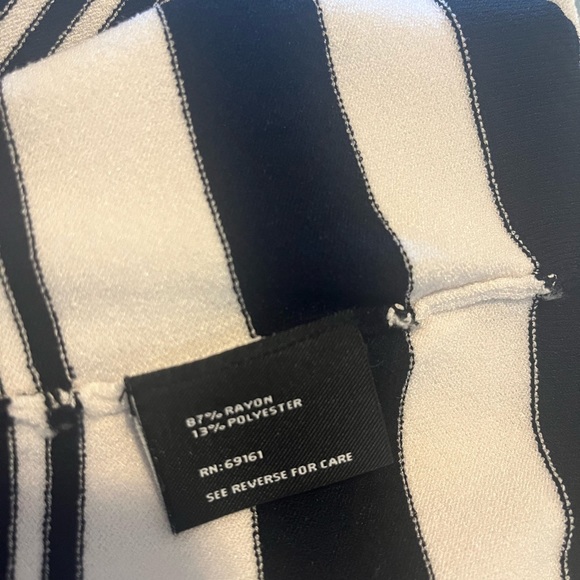 87% RAYON
13% POLYESTER
RN: 69161
SEE REVERSE FOR CARE